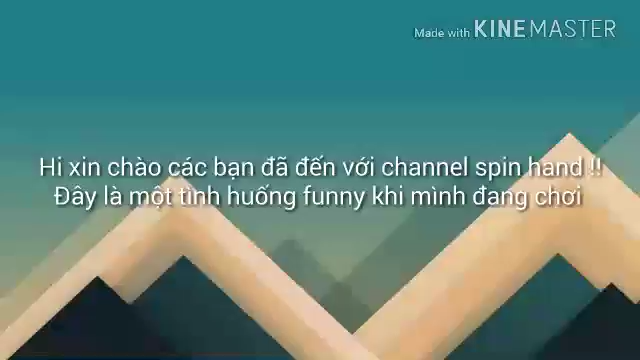 Made with KINEMASTER
Hi xin chào các bạn đã đến với channel spin hand !!
Đây là một tình huống funny khi mình đang chơi